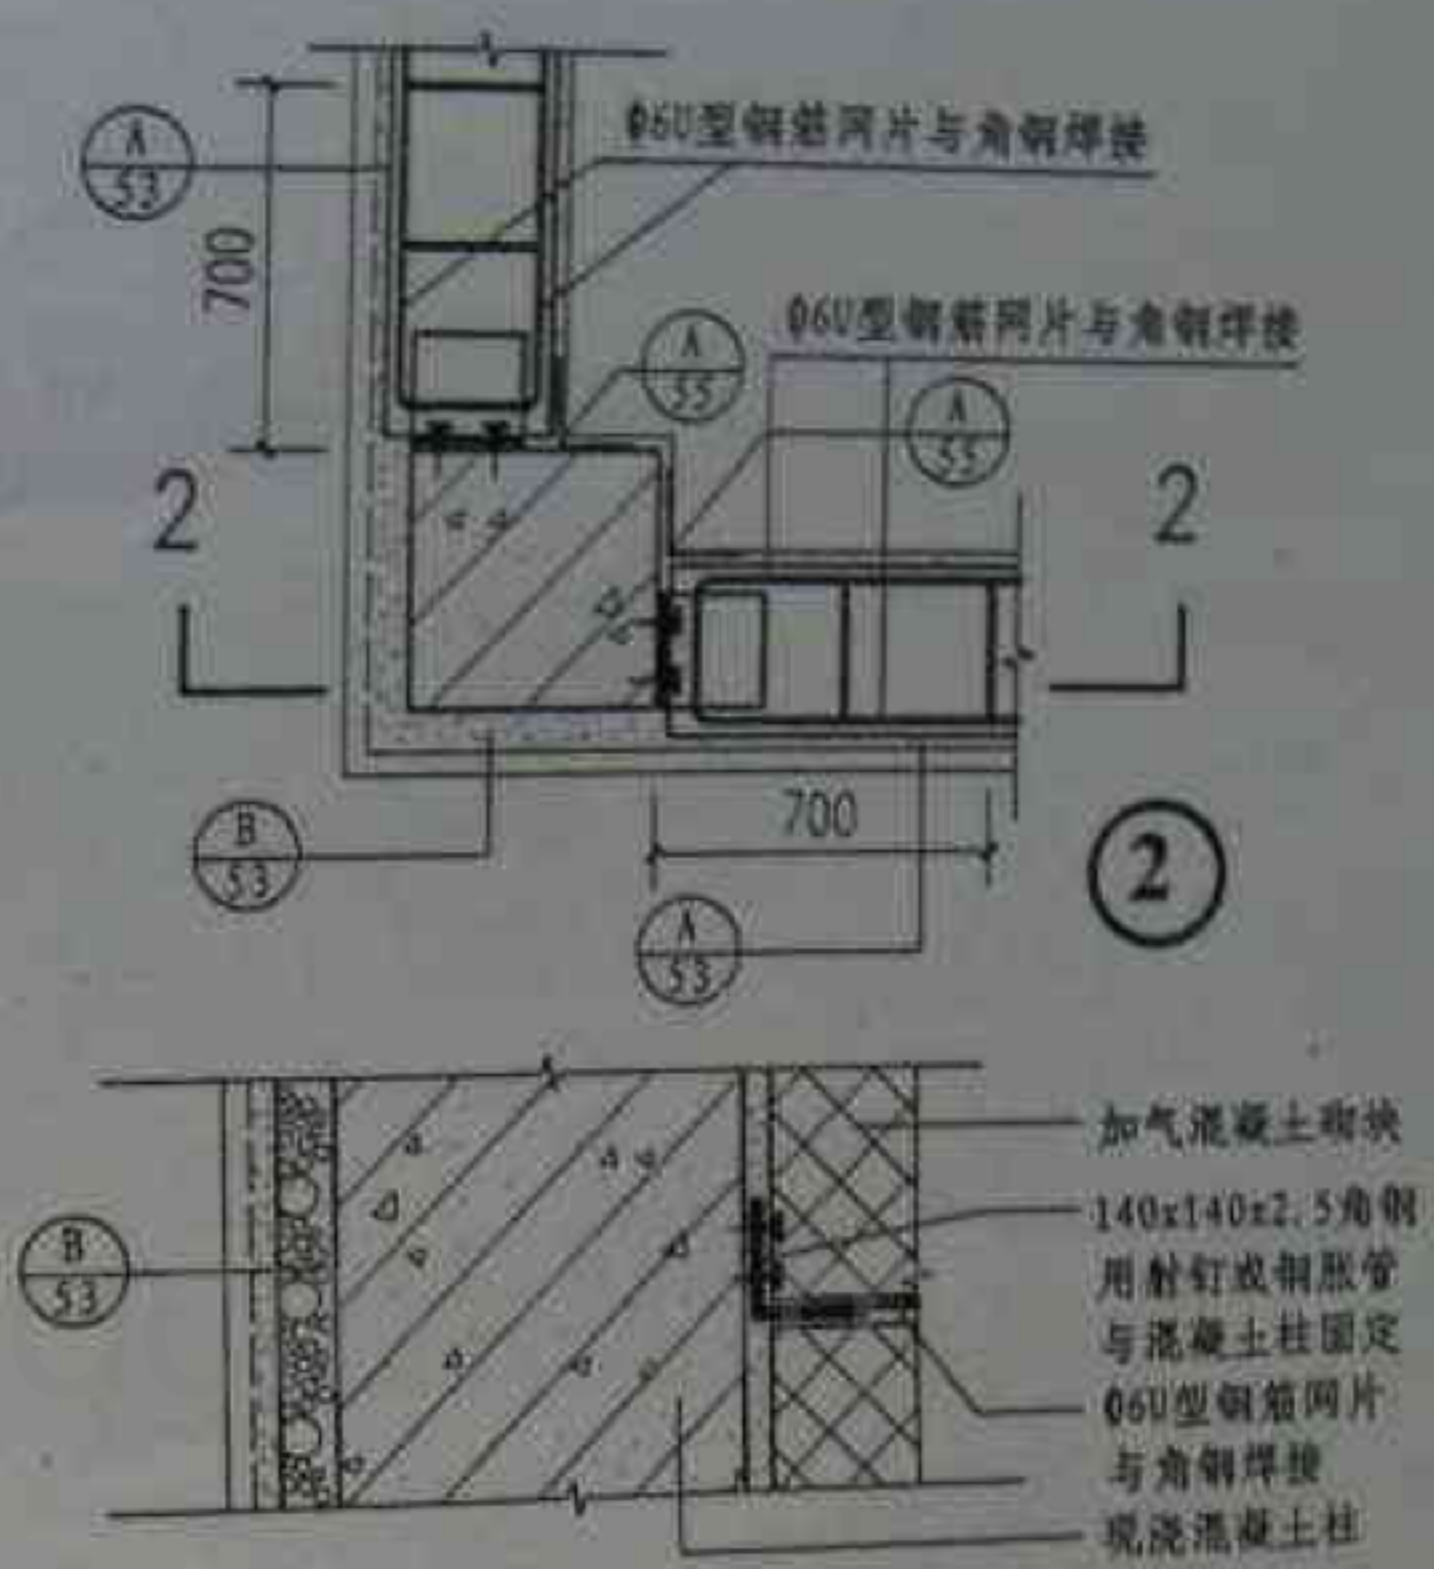 Φ6U型钢筋网片与角钢焊接
A
53
700
Φ6U型钢筋网片与角钢焊接
A
55
A
55
2
2
700
B
53
2
A
53
加气混凝土砌块
140x140x2.5角钢
用射钉或钢胀管
与混凝土柱固定
B
53
Φ6U型钢筋网片
与角钢焊接
现浇混凝土柱